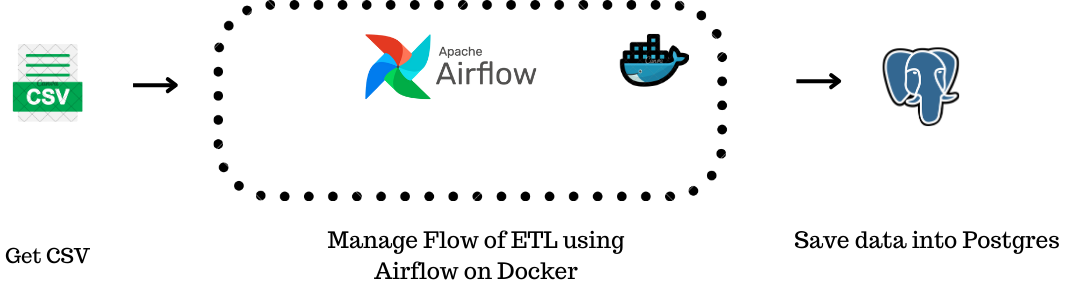 CSV
Apache
Airflow
Get CSV
Manage Flow of ETL using
Airflow on Docker
Save data into Postgres